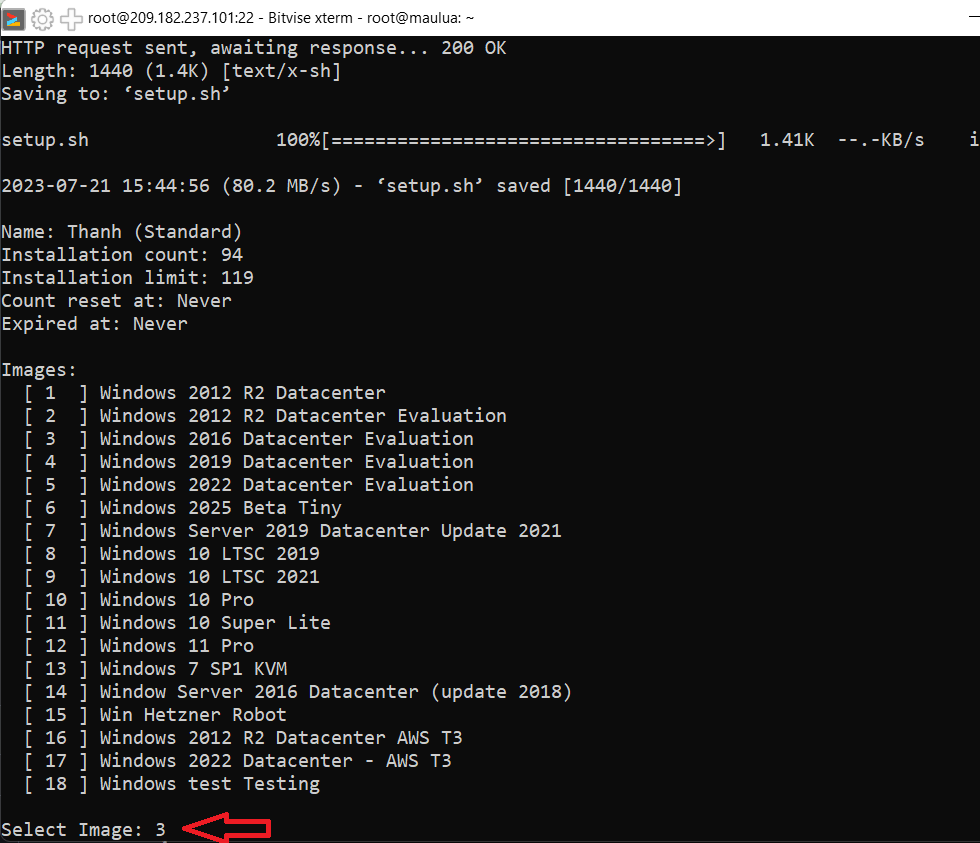 root@209.182.237.101:22 - Bitvise xterm - root@maulua: ~
HTTP request sent, awaiting response... 200 OK
Length: 1440 (1.4K) [text/x-sh]
Saving to: ‘setup.sh’
setup.sh 100%[==================================>] 1.41K --.-KB/s i
2023-07-21 15:44:56 (80.2 MB/s) - ‘setup.sh’ saved [1440/1440]
Name: Thanh (Standard)
Installation count: 94
Installation limit: 119
Count reset at: Never
Expired at: Never
Images:
[ 1 ] Windows 2012 R2 Datacenter
[ 2 ] Windows 2012 R2 Datacenter Evaluation
[ 3 ] Windows 2016 Datacenter Evaluation
[ 4 ] Windows 2019 Datacenter Evaluation
[ 5 ] Windows 2022 Datacenter Evaluation
[ 6 ] Windows 2025 Beta Tiny
[ 7 ] Windows Server 2019 Datacenter Update 2021
[ 8 ] Windows 10 LTSC 2019
[ 9 ] Windows 10 LTSC 2021
[ 10 ] Windows 10 Pro
[ 11 ] Windows 10 Super Lite
[ 12 ] Windows 11 Pro
[ 13 ] Windows 7 SP1 KVM
[ 14 ] Window Server 2016 Datacenter (update 2018)
[ 15 ] Win Hetzner Robot
[ 16 ] Windows 2012 R2 Datacenter AWS T3
[ 17 ] Windows 2022 Datacenter - AWS T3
[ 18 ] Windows test Testing
Select Image: 3